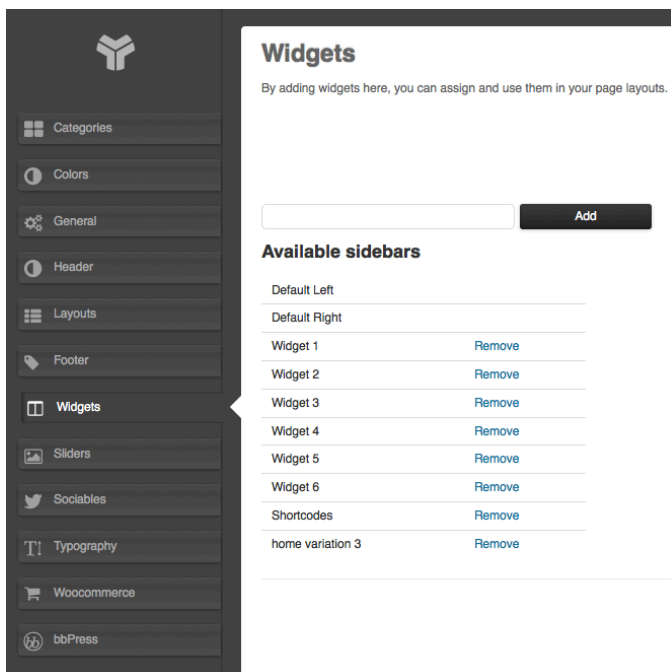 Categories
Colors
General
Header
Layouts
Footer
Widgets
Sliders
Sociables
Typography
Woocommerce
bbPress
Widgets
By adding widgets here, you can assign and use them in your page layouts.
Add
Available sidebars
Default Left
Default Right
Widget 1 Remove
Widget 2 Remove
Widget 3 Remove
Widget 4 Remove
Widget 5 Remove
Widget 6 Remove
Shortcodes Remove
home variation 3 Remove